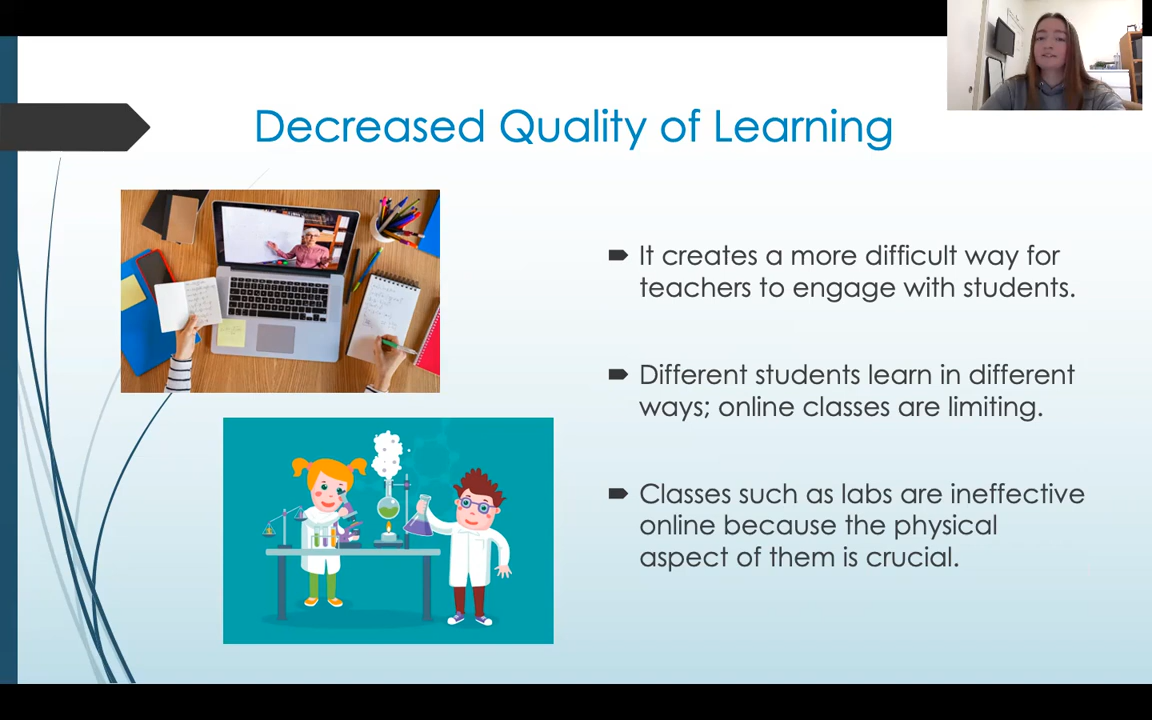 Decreased Quality of Learning
It creates a more difficult way for
teachers to engage with students.
Different students learn in different
ways; online classes are limiting.
Classes such as labs are ineffective
online because the physical
aspect of them is crucial.